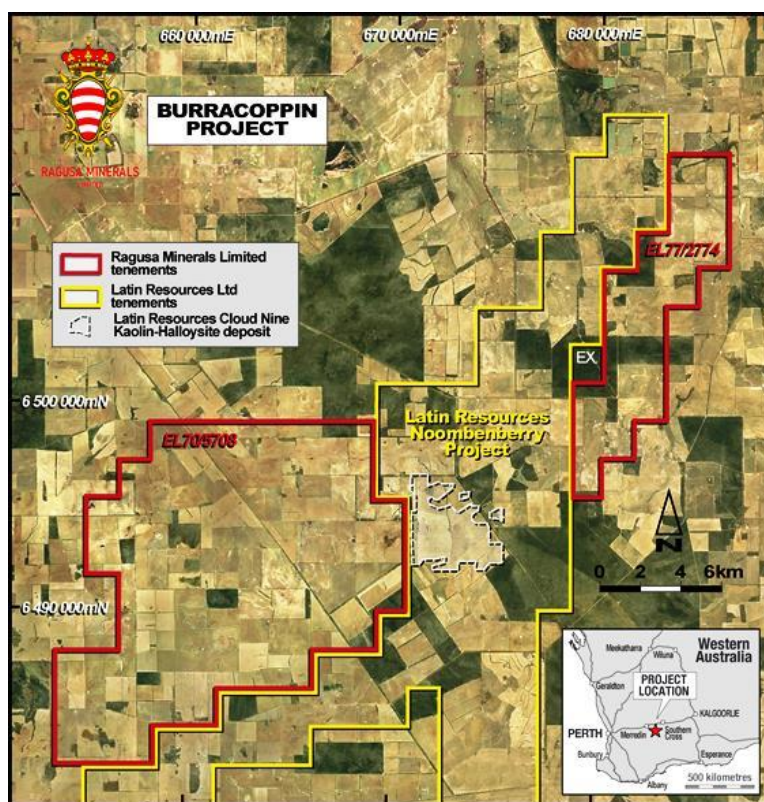 660 000mE
670 000mE
680 000mE
BURRACOPPIN
PROJECT
RAGUSA MINERALS
Ragusa Minerals Limited
tenements
Latin Resources Ltd
tenements
Latin Resources Cloud Nine
Kaolin-Halloysite deposit
EL77/2774
EX.
6 500 000mN
Latin Resources
Noombenberry
Project
EL70/5708
N
0 2 4 6km
6 490 000mN
Western
Australia
Meekatharra
Wiluna
PROJECT
LOCATION
Geraldton
KALGOORLIE
PERTH
Merredin
Southern
Cross
Bunbury
Esperance
Albany
500 kilometres